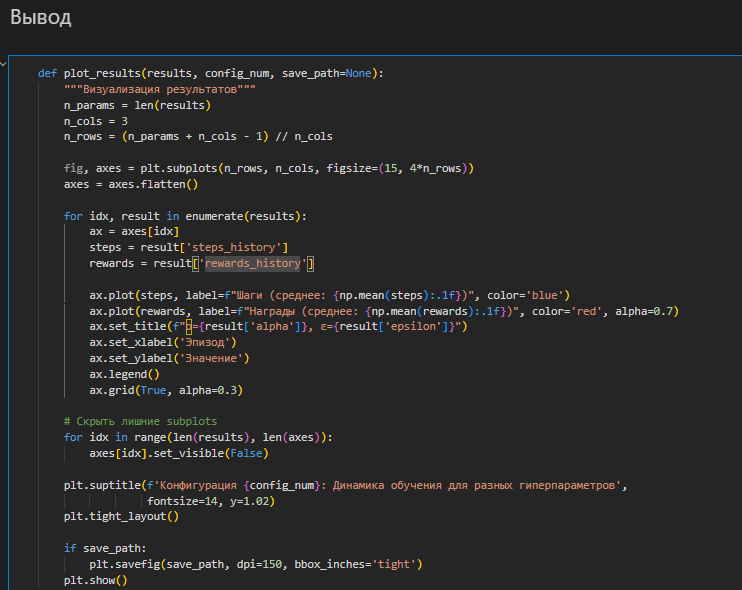 Вывод
def plot_results(results, config_num, save_path=None):
"""Визуализация результатов"""
n_params = len(results)
n_cols = 3
n_rows = (n_params + n_cols - 1) // n_cols
fig, axes = plt.subplots(n_rows, n_cols, figsize=(15, 4*n_rows))
axes = axes.flatten()
for idx, result in enumerate(results):
ax = axes[idx]
steps = result['steps_history']
rewards = result['rewards_history']
ax.plot(steps, label=f"Шаги (среднее: {np.mean(steps):.1f})", color='blue')
ax.plot(rewards, label=f"Награды (среднее: {np.mean(rewards):.1f})", color='red', alpha=0.7)
ax.set_title(f"α={result['alpha']}, ε={result['epsilon']}")
ax.set_xlabel('Эпизод')
ax.set_ylabel('Значение')
ax.legend()
ax.grid(True, alpha=0.3)
# Скрыть лишние subplots
for idx in range(len(results), len(axes)):
axes[idx].set_visible(False)
plt.suptitle(f'Конфигурация {config_num}: Динамика обучения для разных гиперпараметров',
fontsize=14, y=1.02)
plt.tight_layout()
if save_path:
plt.savefig(save_path, dpi=150, bbox_inches='tight')
plt.show()